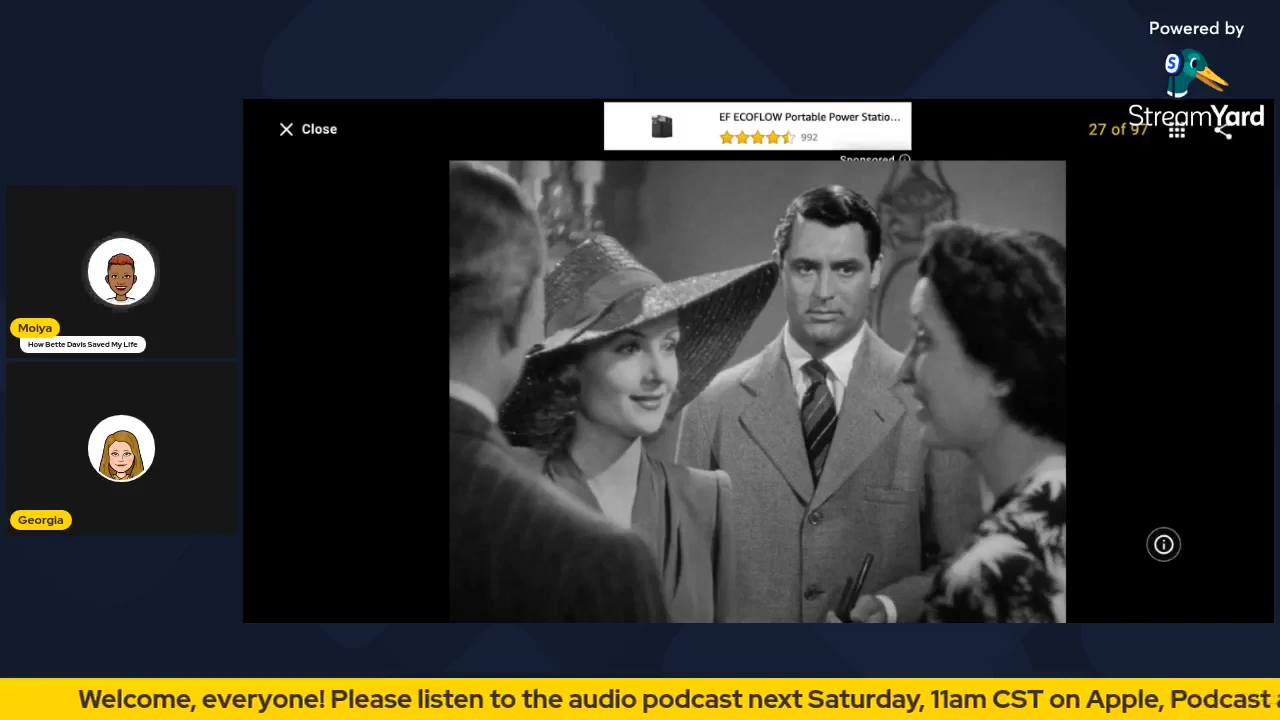 Powered by
S
StreamYard
Close
EF ECOFLOW Portable Power Statio...
992
Sponsored
27 of 97
Moiya
How Bette Davis Saved My Life
Georgia
Welcome, everyone! Please listen to the audio podcast next Saturday, 11am CST on Apple, Podcast a